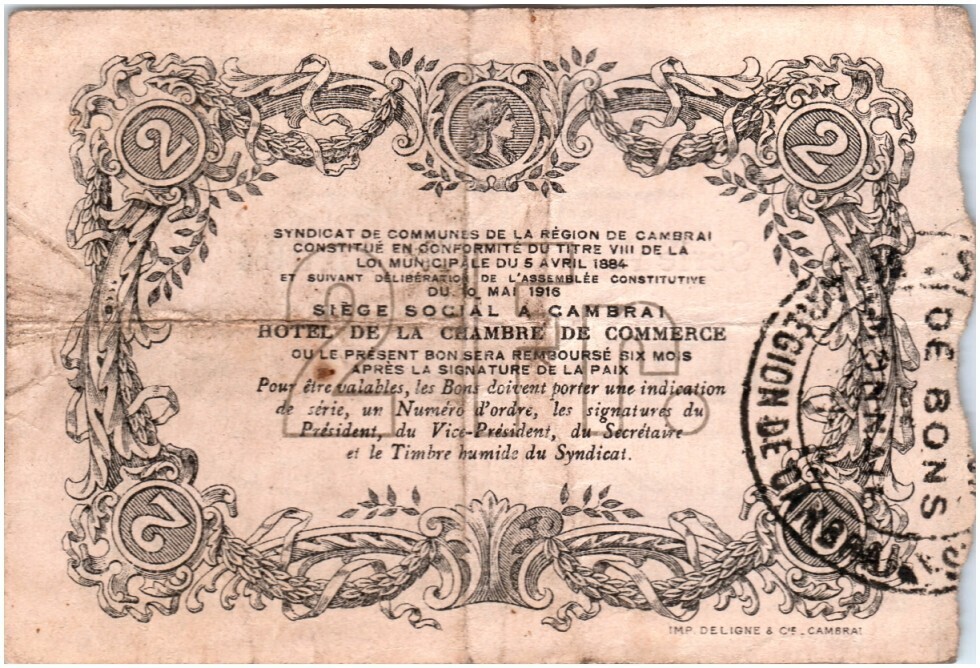 2 2
SYNDICAT DE COMMUNES DE LA RÉGION DE CAMBRAI
CONSTITUÉ EN CONFORMITÉ DU TITRE VIII DE LA
LOI MUNICIPALE DU 5 AVRIL 1884
ET SUIVANT DÉLIBÉRATION DE L'ASSEMBLÉE CONSTITUTIVE
DU 10 MAI 1916
SIÈGE SOCIAL A CAMBRAI
HOTEL DE LA CHAMBRE DE COMMERCE
OU LE PRÉSENT BON SERA REMBOURSÉ SIX MOIS
APRÈS LA SIGNATURE DE LA PAIX
Pour être valables, les Bons doivent porter une indication
de série, un Numéro d'ordre, les signatures du
Président, du Vice-Président, du Secrétaire
et le Timbre humide du Syndicat.
2 Fr.
RÉGION DE CAMBRAI
DE BONS
2 2
IMP. DELIGNE & Cie_CAMBRAI